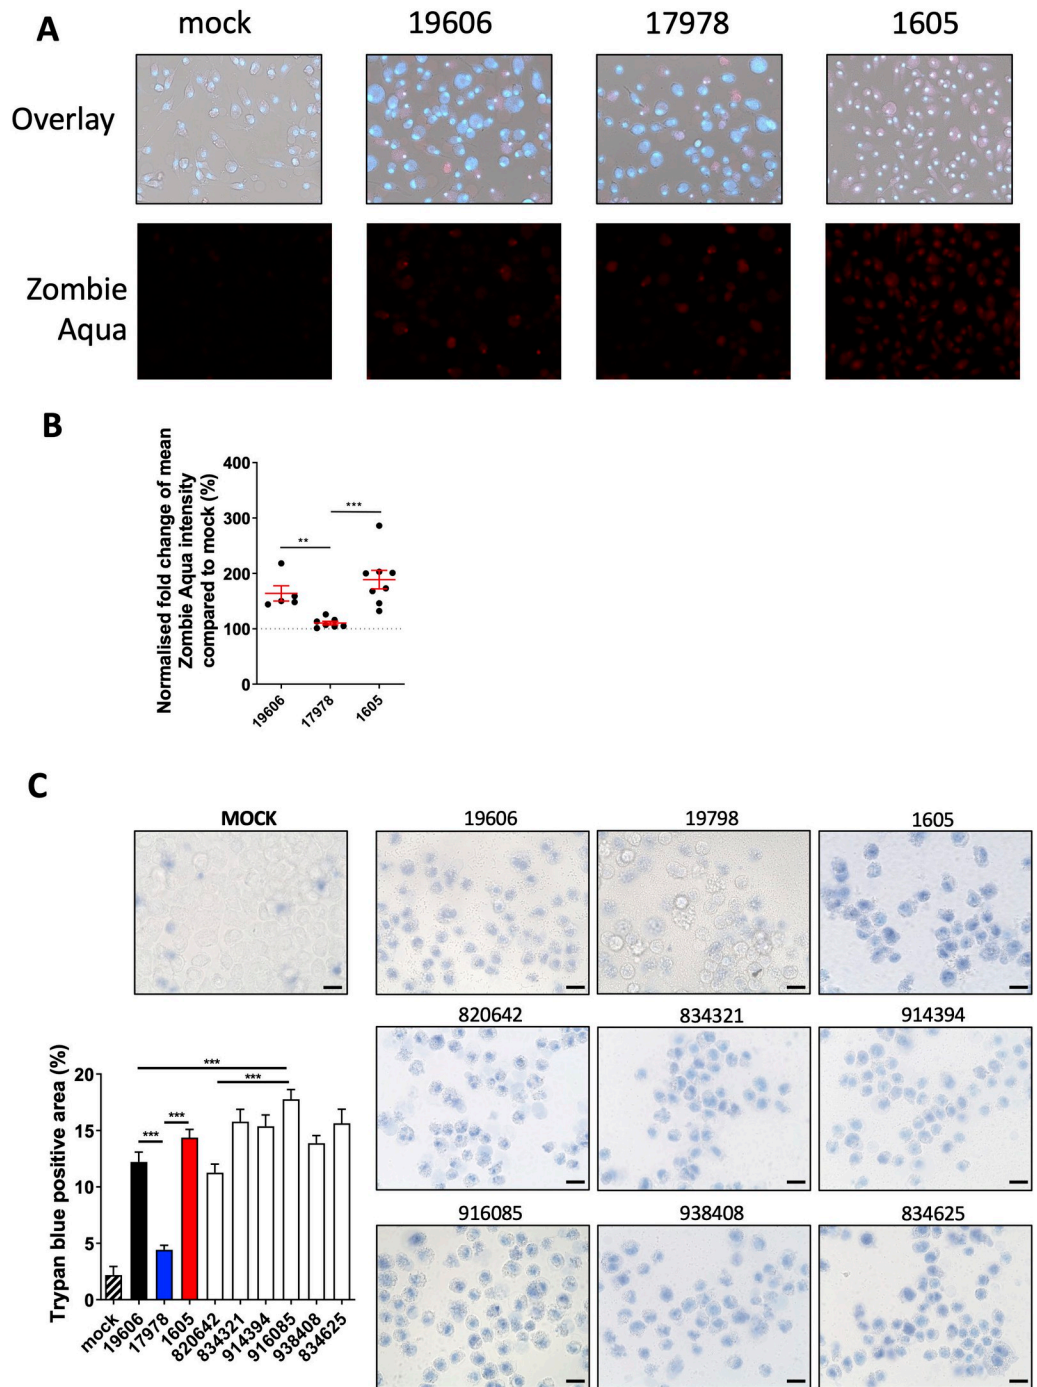 A
mock 19606 17978 1605
Overlay
Zombie
Aqua
B
Normalised fold change of mean
Zombie Aqua intensity
compared to mock (%)
400
300
200
100
0
**
***
19606 17978 1605
C
MOCK 19606 19798 1605
820642 834321 914394
916085 938408 834625
Trypan blue positive area (%)
20
15
10
5
0
***
***
***
***
mock 19606 17978 1605 820642 834321 914394 916085 938408 834625